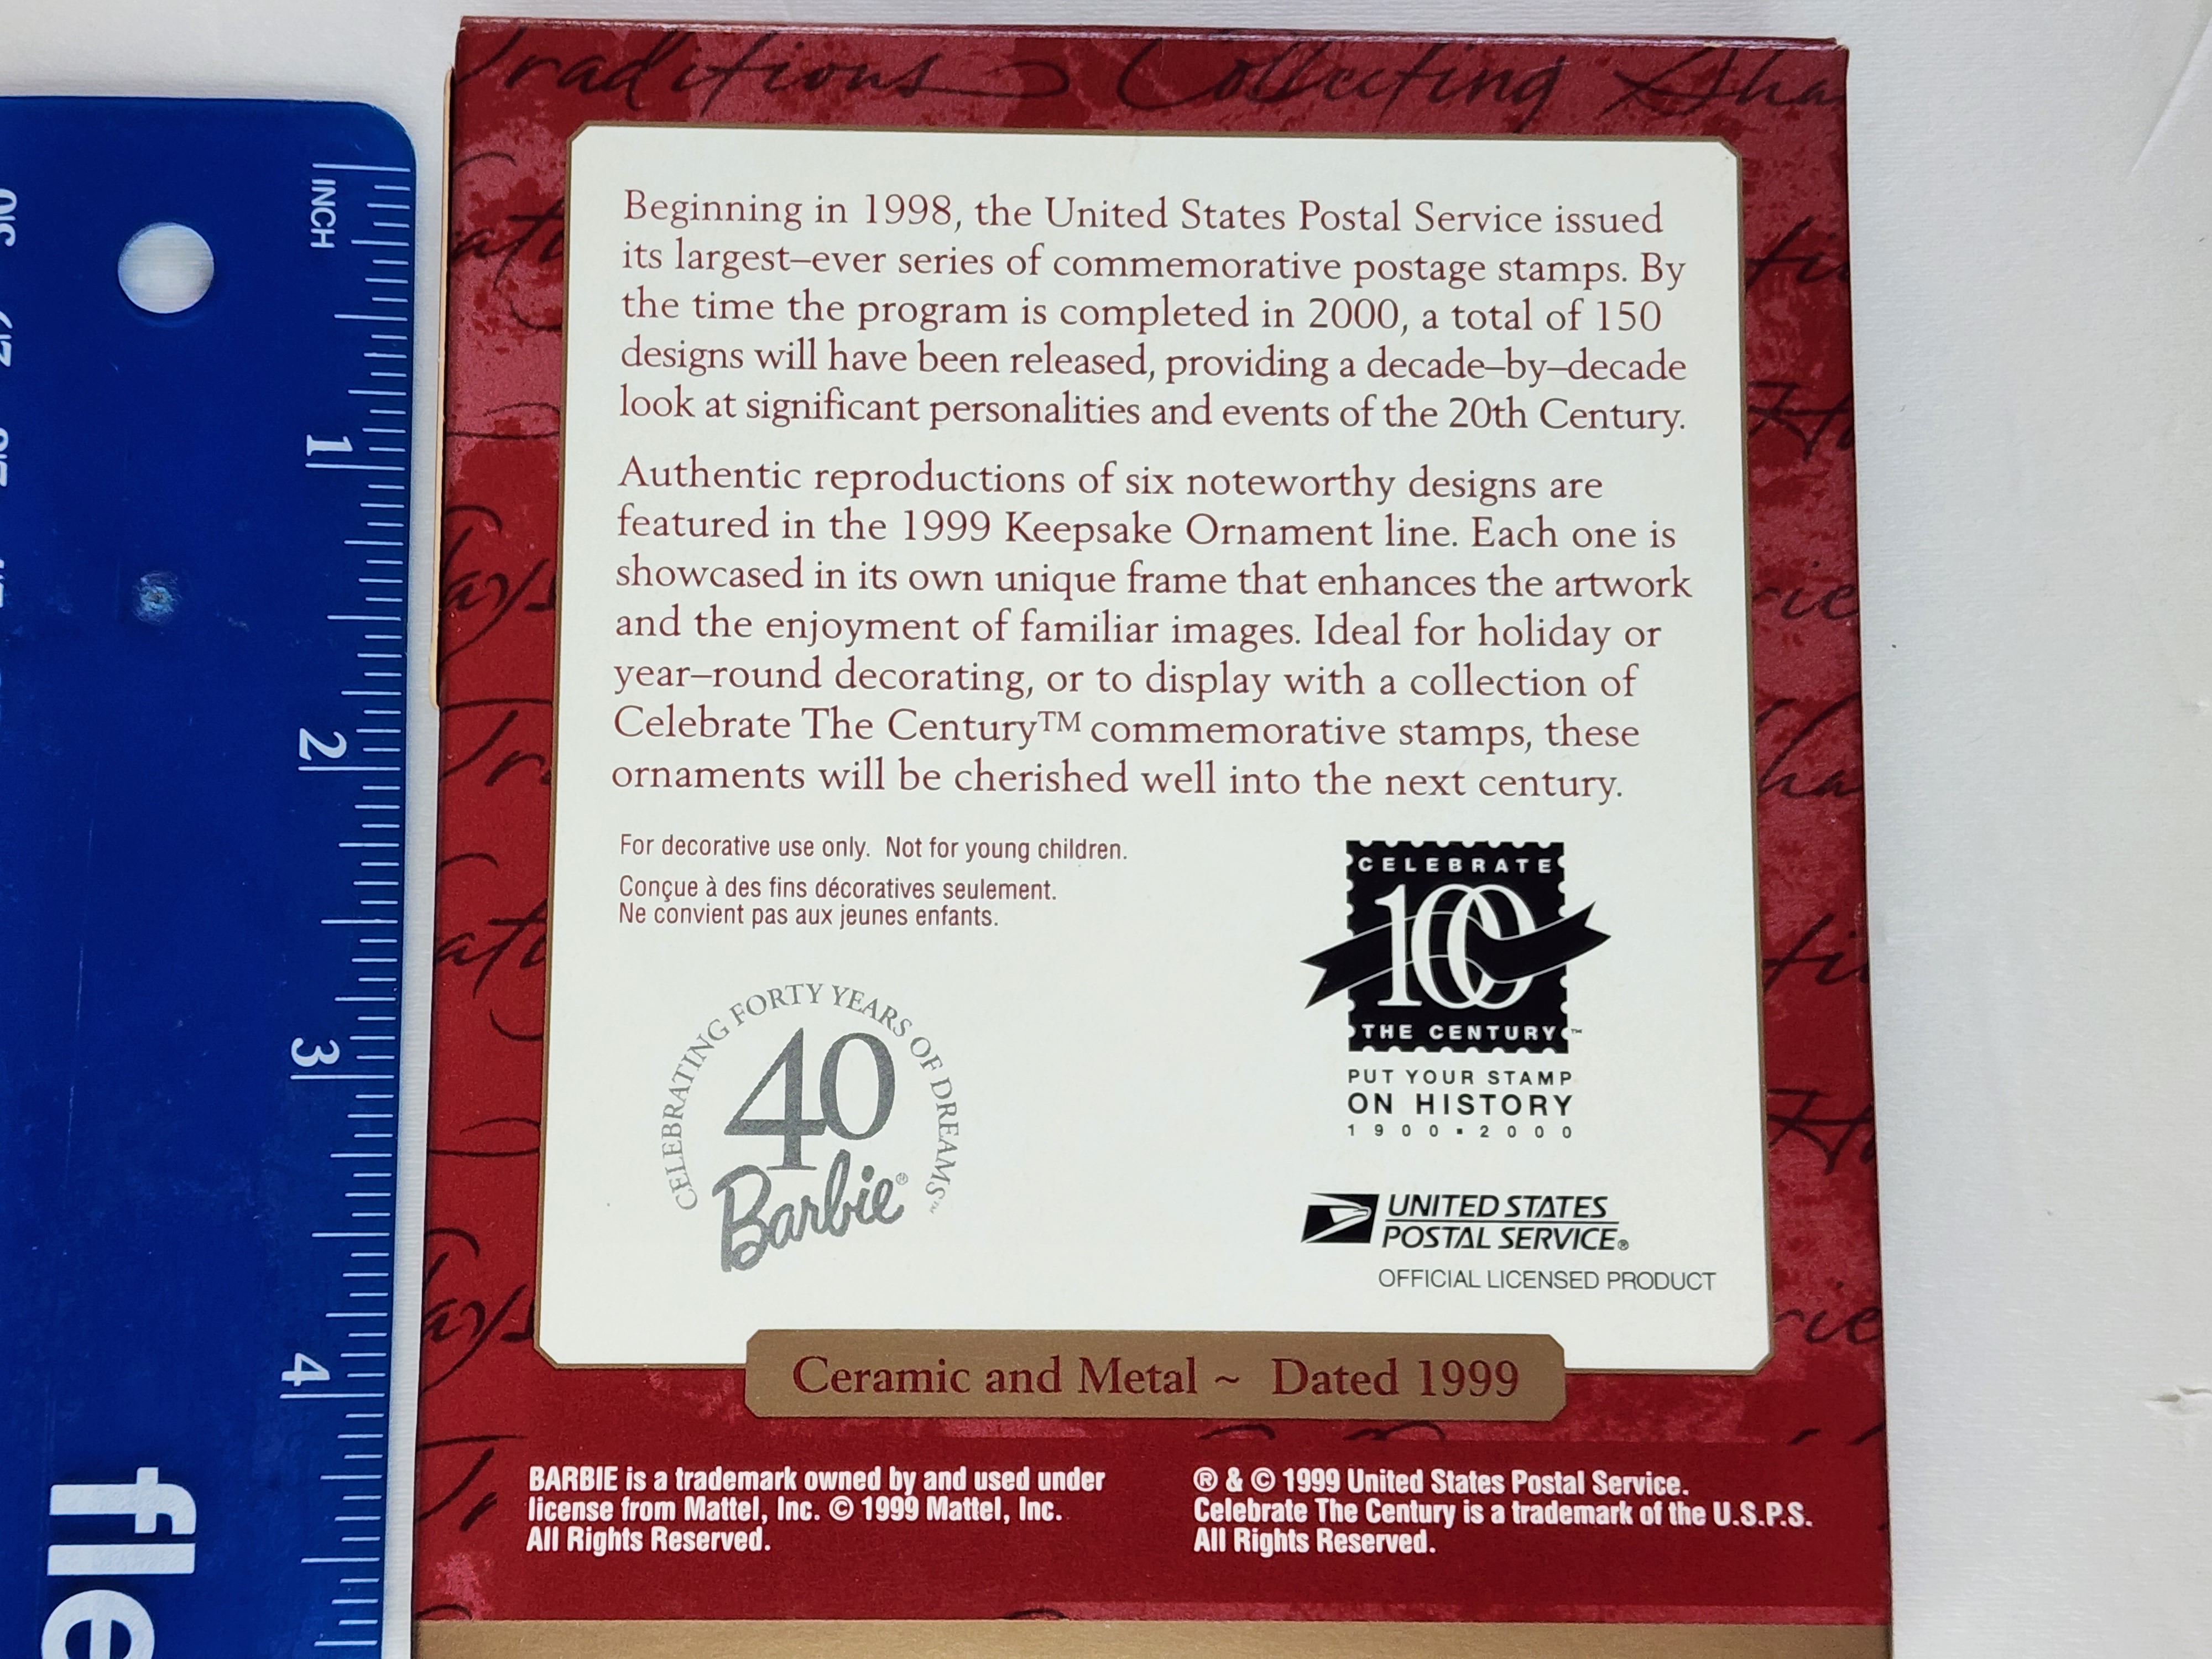 Traditions Collecting Sha
INCH
1
2
3
4
fle
Beginning in 1998, the United States Postal Service issued
its largest–ever series of commemorative postage stamps. By
the time the program is completed in 2000, a total of 150
designs will have been released, providing a decade–by–decade
look at significant personalities and events of the 20th Century.
Authentic reproductions of six noteworthy designs are
featured in the 1999 Keepsake Ornament line. Each one is
showcased in its own unique frame that enhances the artwork
and the enjoyment of familiar images. Ideal for holiday or
year–round decorating, or to display with a collection of
Celebrate The Century™ commemorative stamps, these
ornaments will be cherished well into the next century.
For decorative use only. Not for young children.
Conçue à des fins décoratives seulement.
Ne convient pas aux jeunes enfants.
CELEBRATING FORTY YEARS OF DREAMS™
40
Barbie®
CELEBRATE
100
THE CENTURY™
PUT YOUR STAMP
ON HISTORY
1900▪2000
UNITED STATES
POSTAL SERVICE®
OFFICIAL LICENSED PRODUCT
Ceramic and Metal ~ Dated 1999
BARBIE is a trademark owned by and used under
license from Mattel, Inc. © 1999 Mattel, Inc.
All Rights Reserved.
® & © 1999 United States Postal Service.
Celebrate The Century is a trademark of the U.S.P.S.
All Rights Reserved.